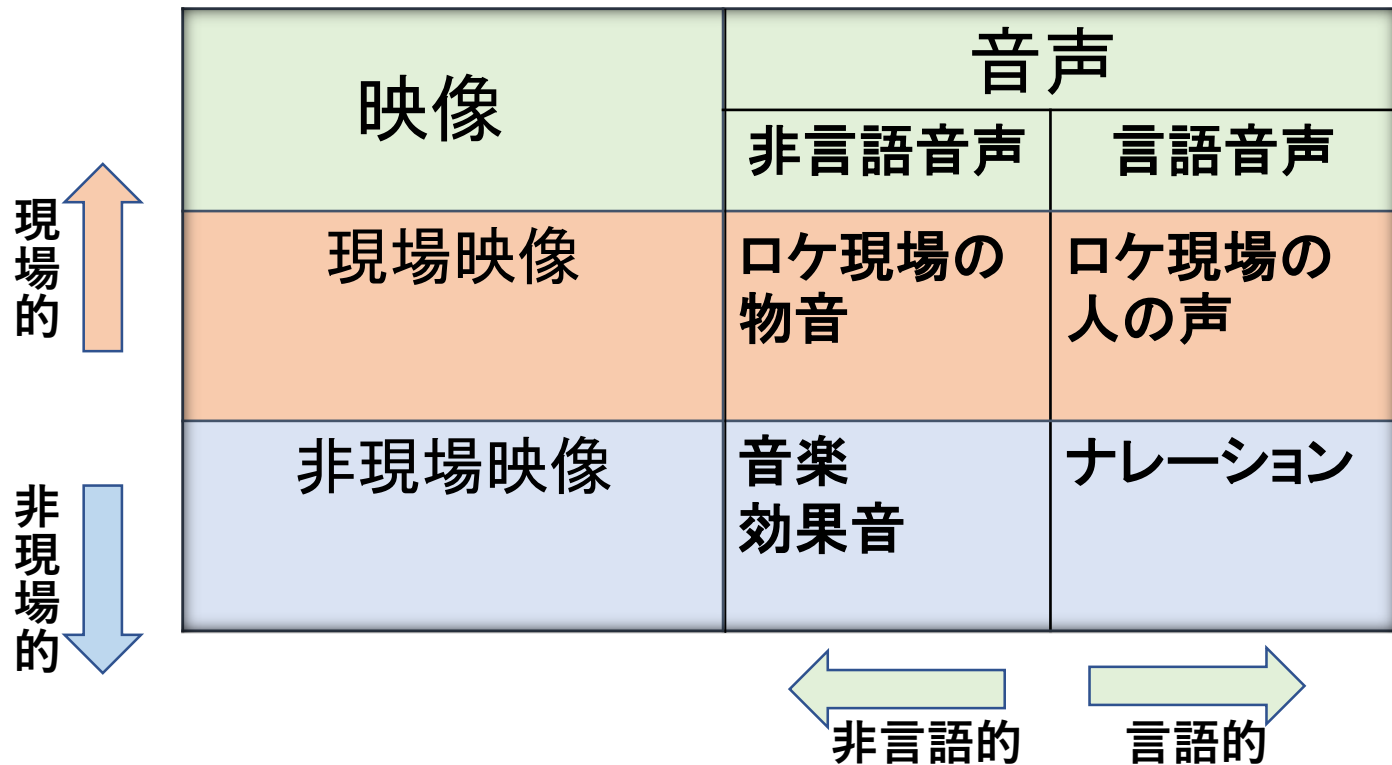 映像
音声
非言語音声
言語音声
現場的
現場映像
ロケ現場の
物音
ロケ現場の
人の声
非現場的
非現場映像
音楽
効果音
ナレーション
非言語的
言語的